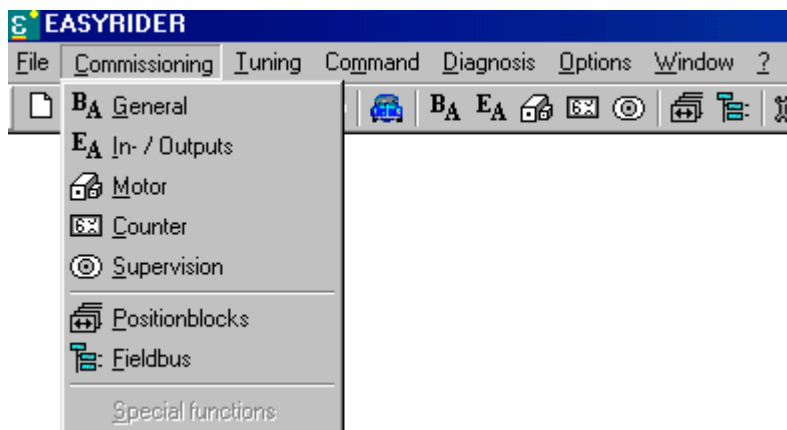 EASYRIDER
File Commissioning Tuning Command Diagnosis Options Window ?
BA EA
BA General
EA In- / Outputs
Motor
Counter
Supervision
Positionblocks
Fieldbus
Special functions